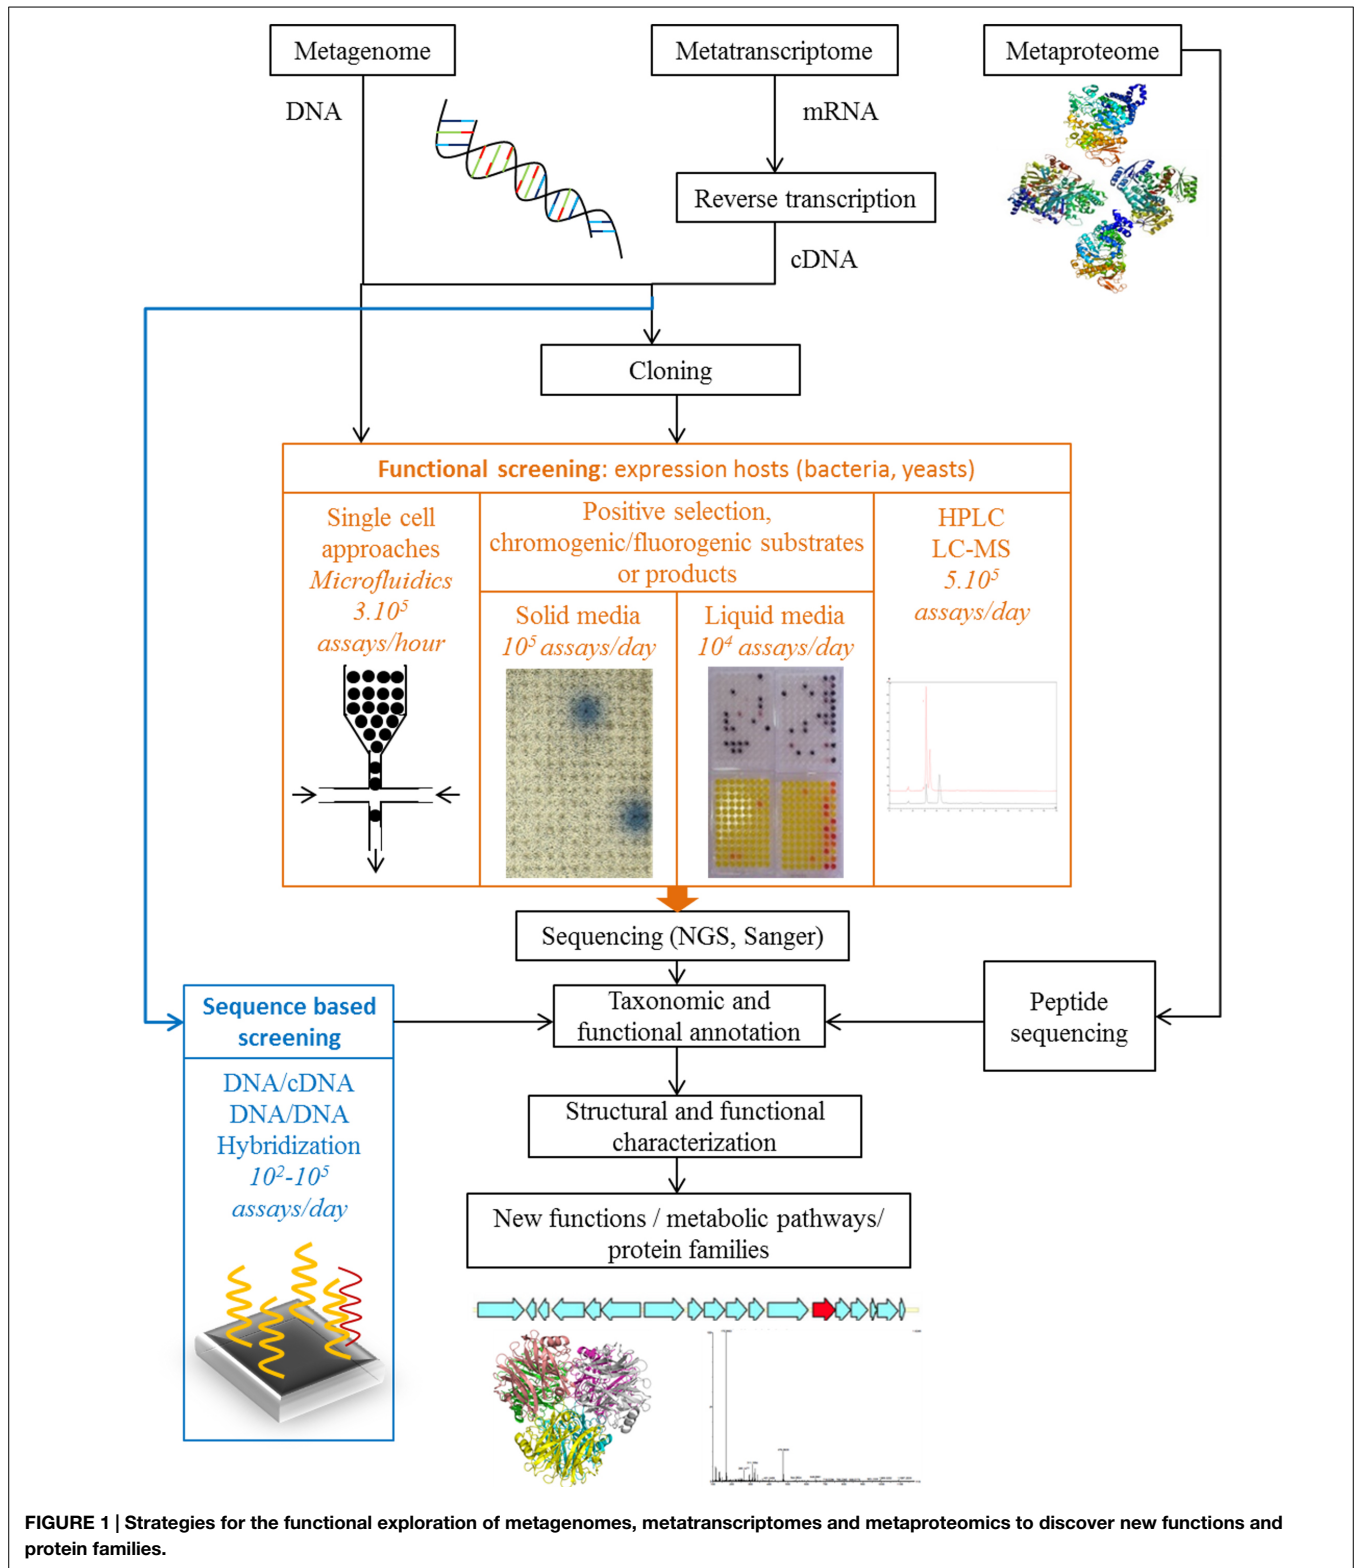 Metagenome
Metatranscriptome
Metaproteome
DNA
mRNA
Reverse transcription
cDNA
Cloning
Functional screening: expression hosts (bacteria, yeasts)
Single cell
approaches
Microfluidics
3.10⁵
assays/hour
Positive selection,
chromogenic/fluorogenic substrates
or products
Solid media
10⁵ assays/day
Liquid media
10⁴ assays/day
HPLC
LC-MS
5.10⁵
assays/day
Sequencing (NGS, Sanger)
Sequence based
screening
DNA/cDNA
DNA/DNA
Hybridization
10²-10⁵
assays/day
Taxonomic and
functional annotation
Peptide
sequencing
Structural and functional
characterization
New functions / metabolic pathways/
protein families
FIGURE 1 | Strategies for the functional exploration of metagenomes, metatranscriptomes and metaproteomics to discover new functions and
protein families.